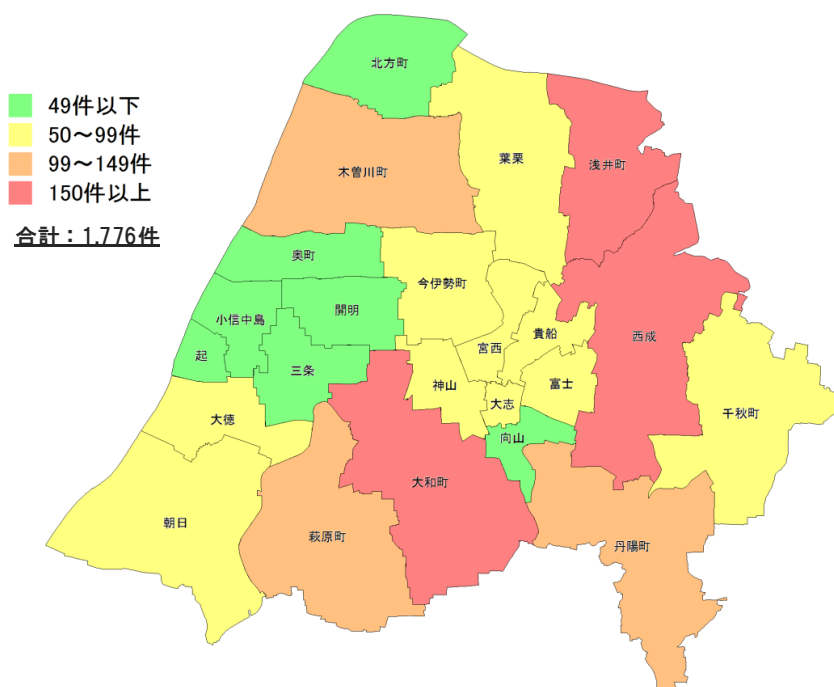 北方町
49件以下
50～99件
99～149件
150件以上
合計：1,776件
葉栗
浅井町
木曽川町
奥町
今伊勢町
小信中島
開明
貴船
西成
宮西
起
三条
神山
富士
大志
千秋町
大徳
向山
大和町
朝日
萩原町
丹陽町